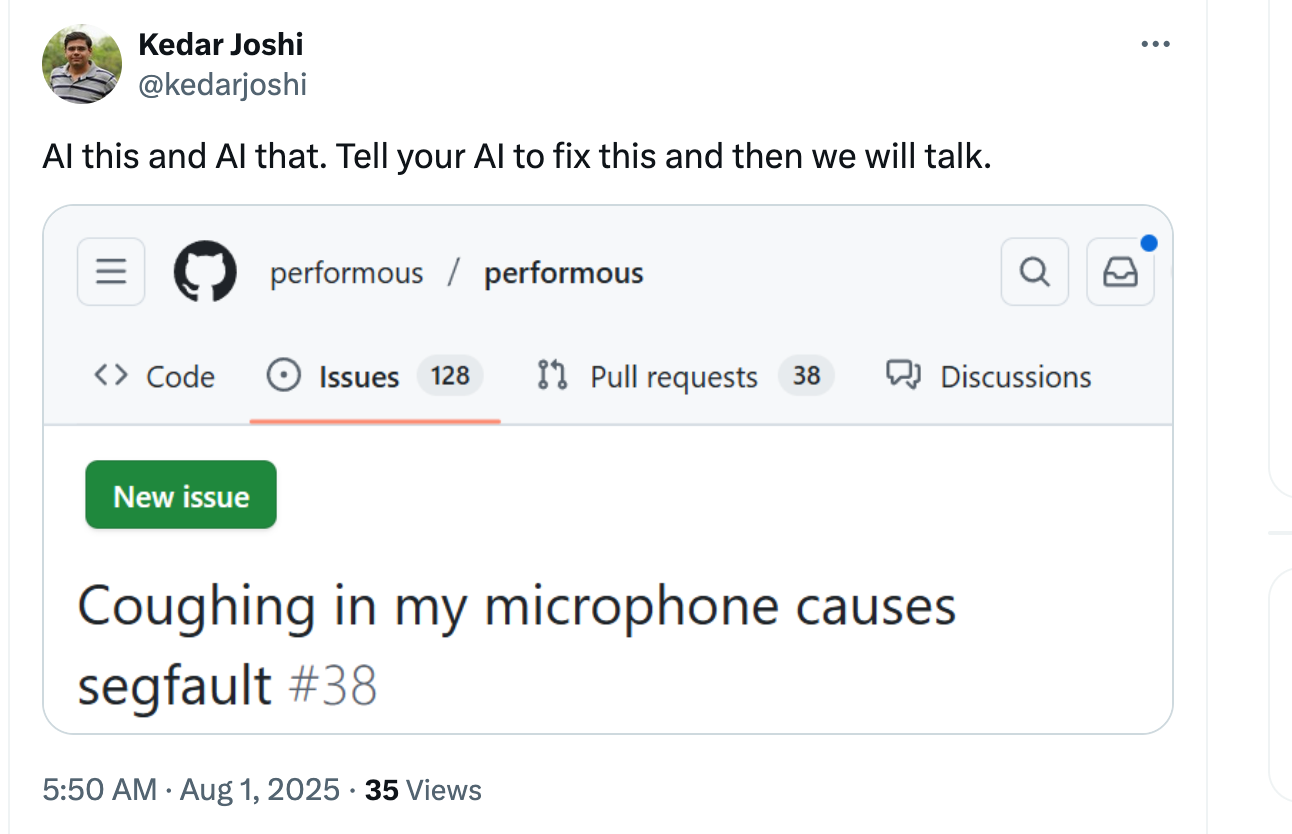 Kedar Joshi
@kedarjoshi
AI this and AI that. Tell your AI to fix this and then we will talk.
performous / performous
Code Issues 128 Pull requests 38 Discussions
New issue
Coughing in my microphone causes
segfault #38
5:50 AM · Aug 1, 2025 · 35 Views